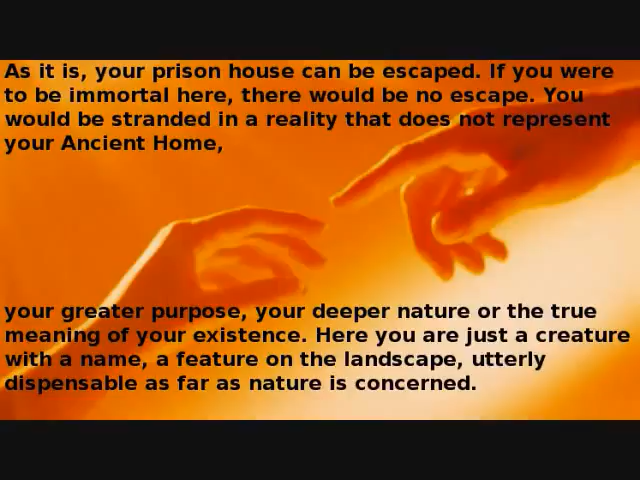 As it is, your prison house can be escaped. If you were
to be immortal here, there would be no escape. You
would be stranded in a reality that does not represent
your Ancient Home,
your greater purpose, your deeper nature or the true
meaning of your existence. Here you are just a creature
with a name, a feature on the landscape, utterly
dispensable as far as nature is concerned.